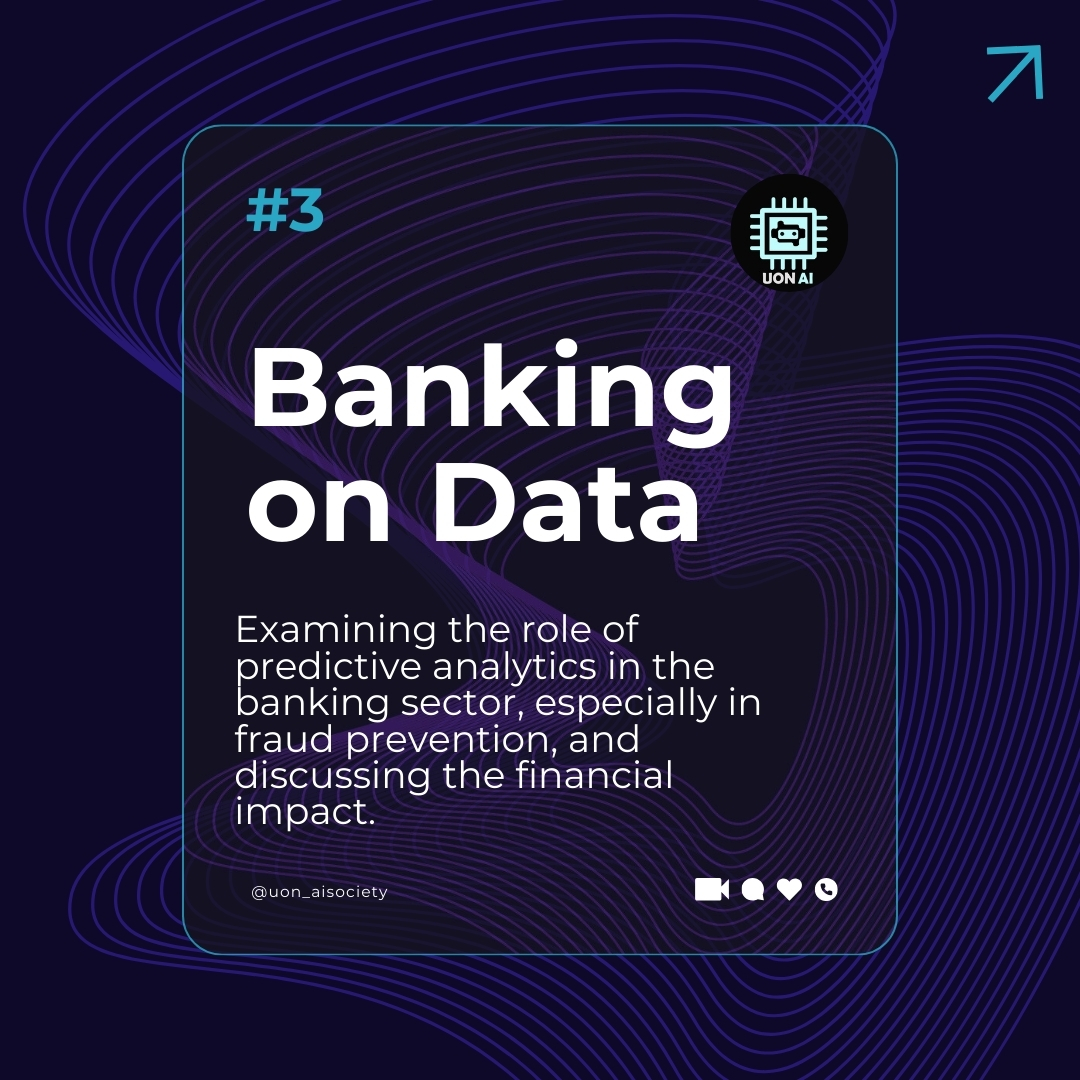 #3
UON AI
Banking
on Data
Examining the role of
predictive analytics in the
banking sector, especially in
fraud prevention, and
discussing the financial
impact.
@uon_aisociety